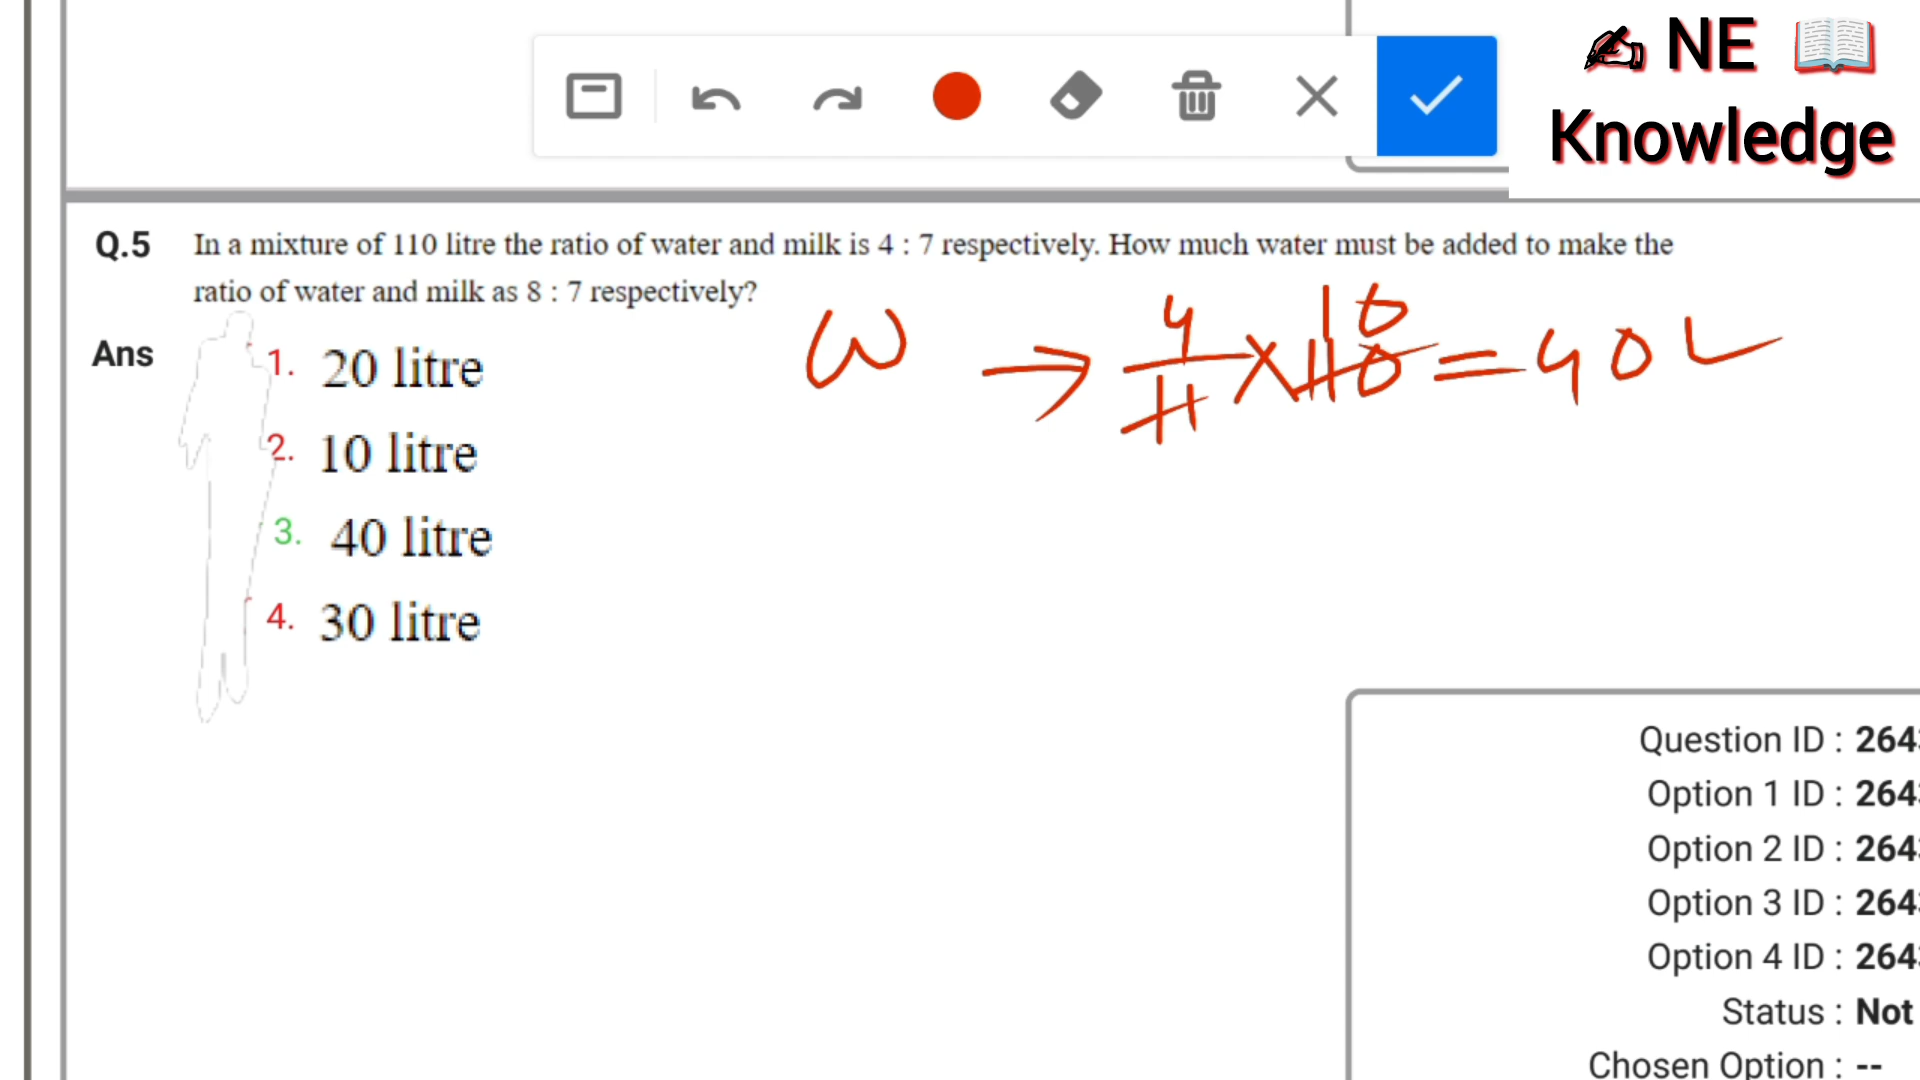 NE
Knowledge
Q.5 In a mixture of 110 litre the ratio of water and milk is 4 : 7 respectively. How much water must be added to make the
ratio of water and milk as 8 : 7 respectively?
Ans
1. 20 litre
2. 10 litre
3. 40 litre
4. 30 litre
W → 4/11 × 110 = 40 L
10
Question ID : 264
Option 1 ID : 264
Option 2 ID : 264
Option 3 ID : 264
Option 4 ID : 264
Status : Not
Chosen Option : --